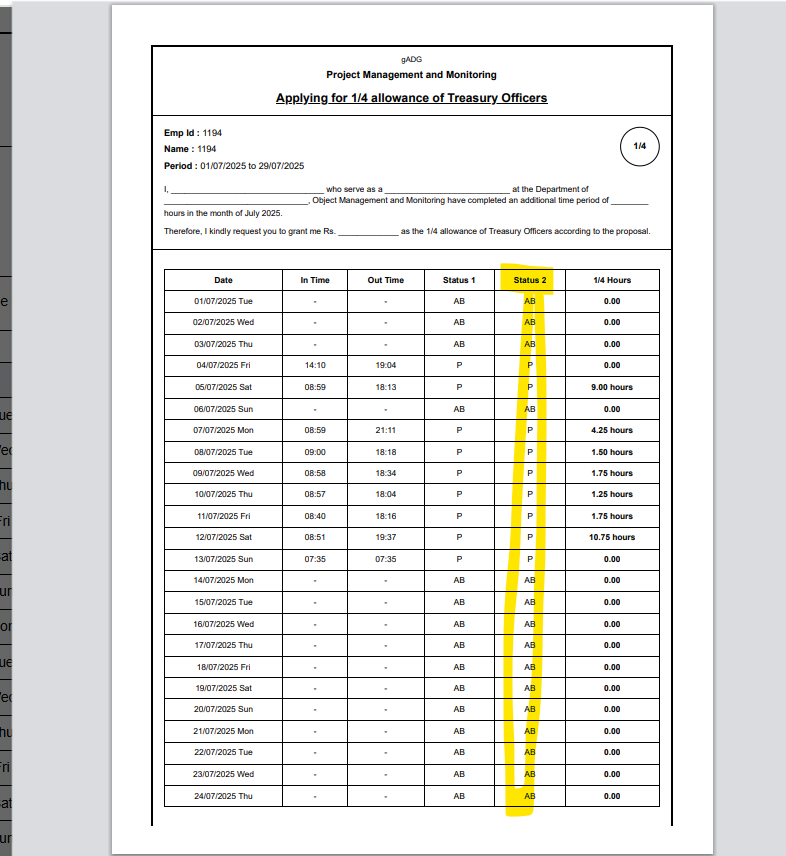 gADG
Project Management and Monitoring
Applying for 1/4 allowance of Treasury Officers
Emp Id : 1194
Name : 1194
Period : 01/07/2025 to 29/07/2025
1/4
I, ________________________________ who serve as a __________________________ at the Department of
______________________________, Object Management and Monitoring have completed an additional time period of ________
hours in the month of July 2025.
Therefore, I kindly request you to grant me Rs. _____________ as the 1/4 allowance of Treasury Officers according to the proposal.
Date In Time Out Time Status 1 Status 2 1/4 Hours
01/07/2025 Tue - - AB AB 0.00
02/07/2025 Wed - - AB AB 0.00
03/07/2025 Thu - - AB AB 0.00
04/07/2025 Fri 14:10 19:04 P P 0.00
05/07/2025 Sat 08:59 18:13 P P 9.00 hours
06/07/2025 Sun - - AB AB 0.00
07/07/2025 Mon 08:59 21:11 P P 4.25 hours
08/07/2025 Tue 09:00 18:18 P P 1.50 hours
09/07/2025 Wed 08:58 18:34 P P 1.75 hours
10/07/2025 Thu 08:57 18:04 P P 1.25 hours
11/07/2025 Fri 08:40 18:16 P P 1.75 hours
12/07/2025 Sat 08:51 19:37 P P 10.75 hours
13/07/2025 Sun 07:35 07:35 P P 0.00
14/07/2025 Mon - - AB AB 0.00
15/07/2025 Tue - - AB AB 0.00
16/07/2025 Wed - - AB AB 0.00
17/07/2025 Thu - - AB AB 0.00
18/07/2025 Fri - - AB AB 0.00
19/07/2025 Sat - - AB AB 0.00
20/07/2025 Sun - - AB AB 0.00
21/07/2025 Mon - - AB AB 0.00
22/07/2025 Tue - - AB AB 0.00
23/07/2025 Wed - - AB AB 0.00
24/07/2025 Thu - - AB AB 0.00